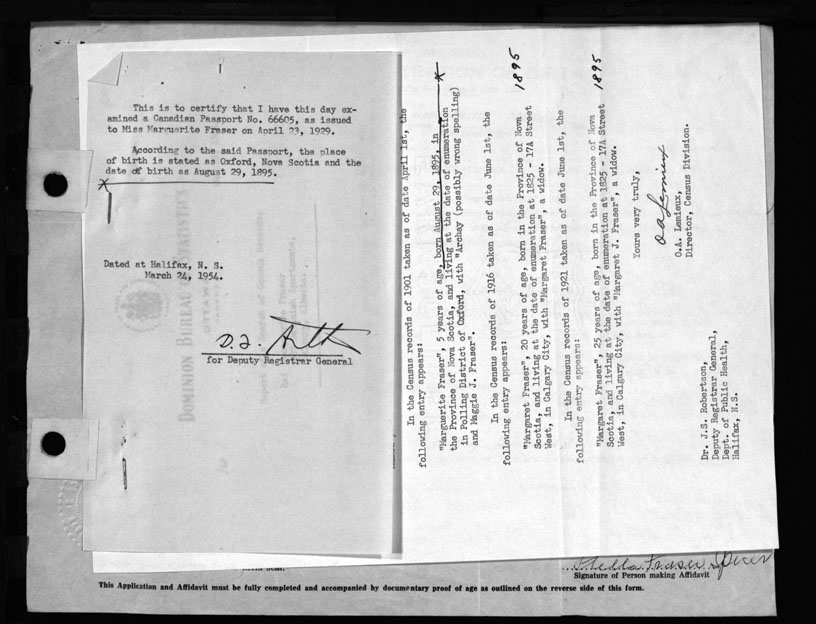 This is to certify that I have this day ex-
amined a Canadian Passport No. 66605, as issued
to Miss Marguerite Fraser on April 23, 1929.
According to the said Passport, the place
of birth is stated as Oxford, Nova Scotia and the
date of birth as August 29, 1895.
Dated at Halifax, N. S.
March 24, 1954.
for Deputy Registrar General
DOMINION BUREAU
In the Census records of 1901 taken as of date April 1st, the
following entry appears:
"Marguerite Fraser", 5 years of age, born August 29, 1895, in
the Province of Nova Scotia, and living at the date of enumeration
in Polling District of Oxford, with "Archay (possibly wrong spelling)
and Maggie J. Fraser".
In the Census records of 1916 taken as of date June 1st, the
following entry appears:
1895
"Margaret Fraser", 20 years of age, born in the Province of Nova
Scotia, and living at the date of enumeration at 1825 - 17A Street
West, in Calgary City, with "Margaret Fraser", a widow.
In the Census records of 1921 taken as of date June 1st, the
following entry appears:
1895
"Margaret Fraser", 25 years of age, born in the Province of Nova
Scotia, and living at the date of enumeration at 1825 - 17A Street
West, in Calgary City, with "Margaret J. Fraser", a widow.
Yours very truly,
O A Lemieux
O.A. Lemieux,
Director, Census Division.
Dr. J.S. Robertson,
Deputy Registrar General,
Dept. of Public Health,
Halifax, N.S.
Stella Fraser Spicer
Signature of Person making Affidavit
This Application and Affidavit must be fully completed and accompanied by documentary proof of age as outlined on the reverse side of this form.